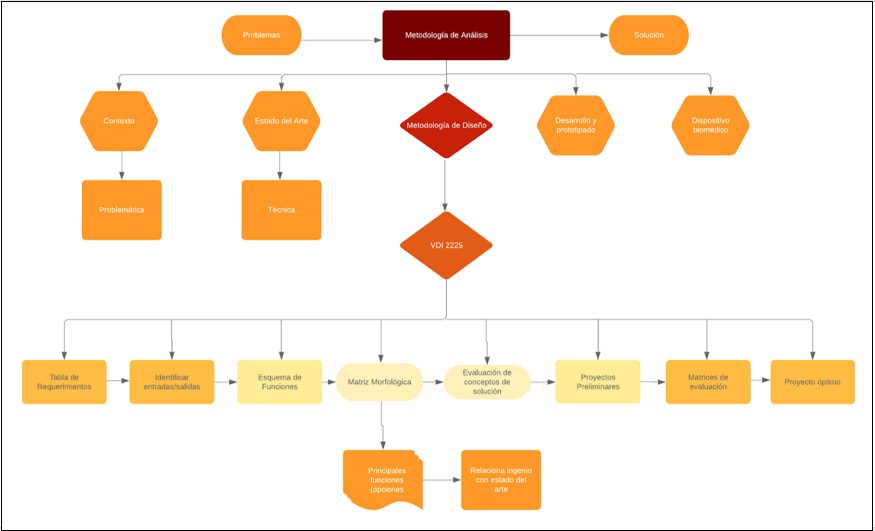 Problemas
Metodología de Análisis
Solución
Contexto
Estado del Arte
Metodología de Diseño
Desarrollo y
prototipado
Dispositivo
biomédico
Problemática
Técnica
VDI 2225
Tabla de
Requerimientos
Identificar
entradas/salidas
Esquema de
Funciones
Matriz Morfológica
Evaluación de
conceptos de
solución
Proyectos
Preliminares
Matrices de
evaluación
Proyecto óptimo
Principales
funciones
(opciones
Relaciona ingenio
con estado del
arte